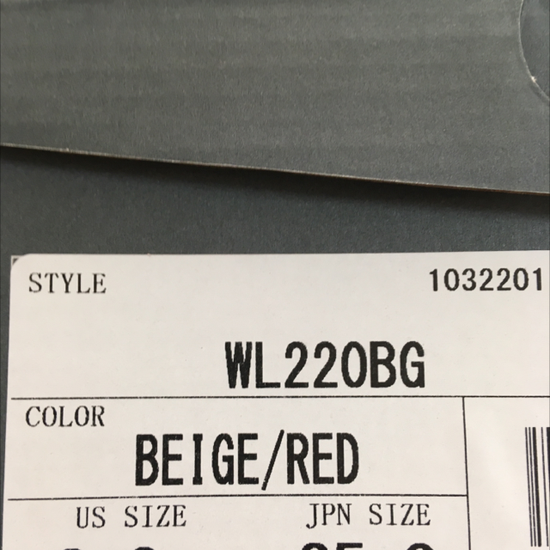 STYLE 1032201
WL220BG
COLOR
BEIGE/RED
US SIZE JPN SIZE